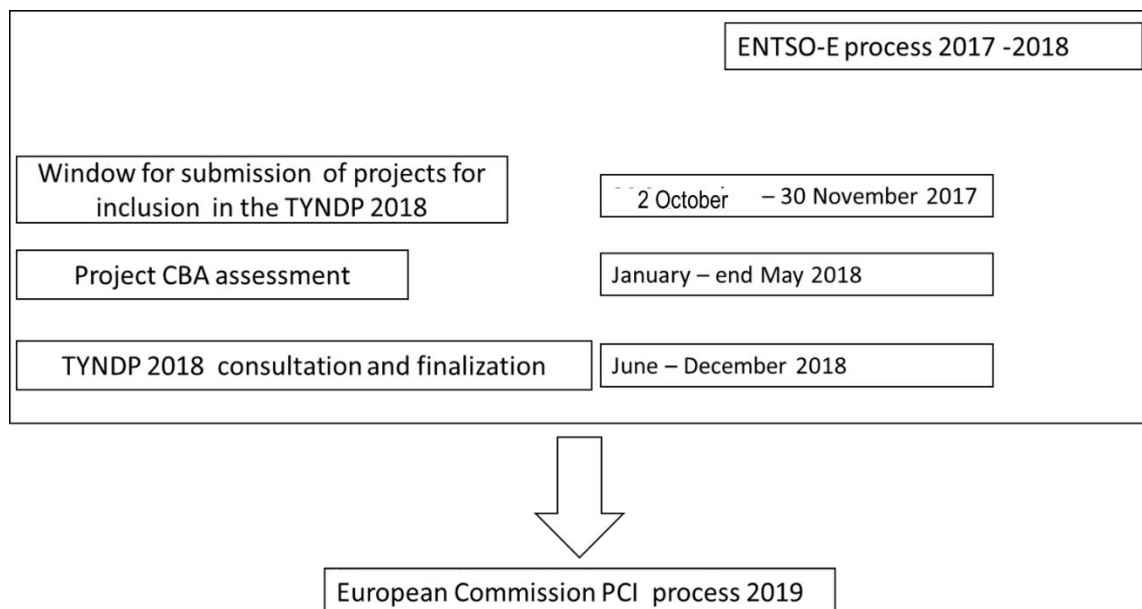 ENTSO-E process 2017 -2018
Window for submission of projects for
inclusion in the TYNDP 2018
2 October – 30 November 2017
Project CBA assessment
January – end May 2018
TYNDP 2018 consultation and finalization
June – December 2018
European Commission PCI process 2019